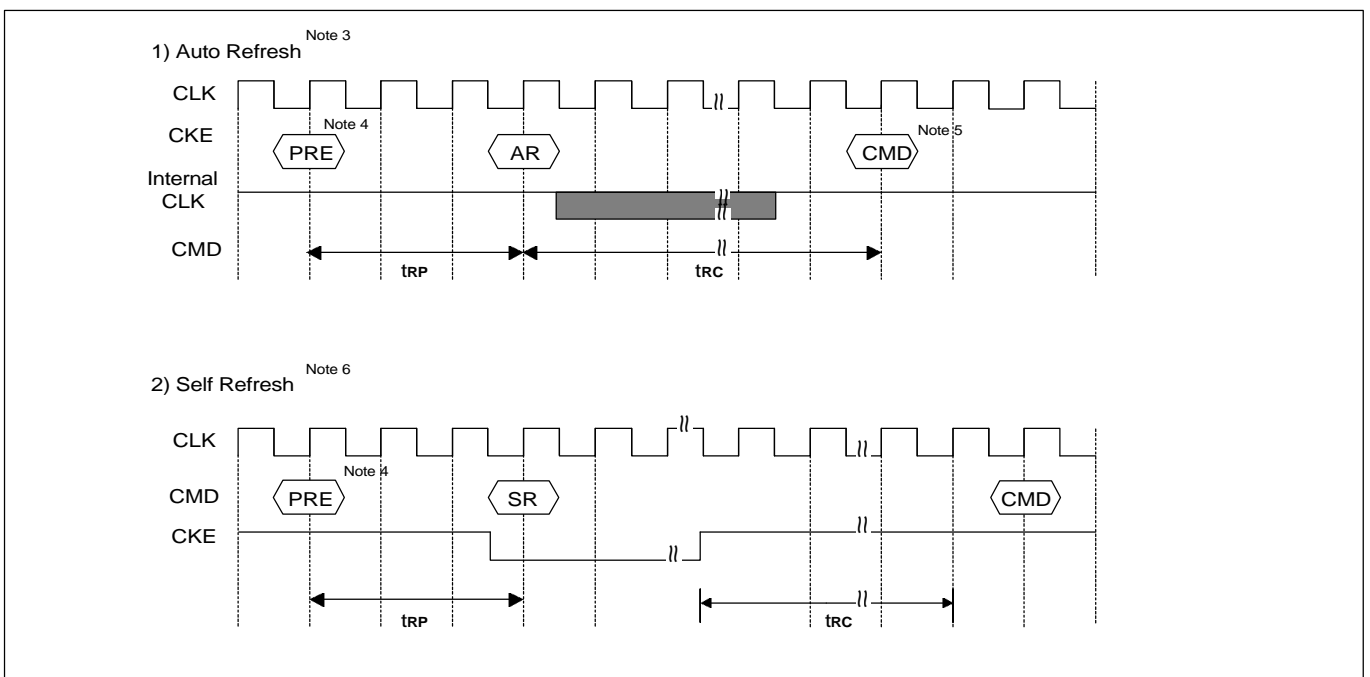 1) Auto Refresh Note 3
CLK
CKE
Note 4
Note 5
PRE
AR
CMD
Internal
CLK
CMD
tRP
tRC
2) Self Refresh Note 6
CLK
Note 4
CMD
PRE
SR
CMD
CKE
tRP
tRC